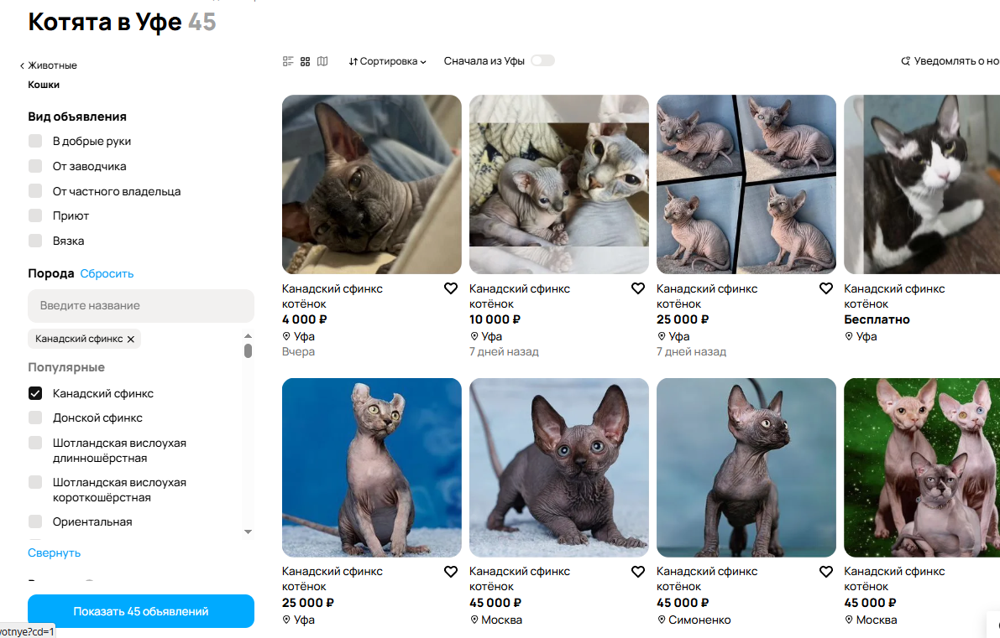 Котята в Уфе 45
Животные
Кошки
Вид объявления
В добрые руки
От заводчика
От частного владельца
Приют
Вязка
Порода Сбросить
Введите название
Канадский сфинкс
Популярные
Канадский сфинкс
Донской сфинкс
Шотландская вислоухая
длинношёрстная
Шотландская вислоухая
короткошёрстная
Ориентальная
Свернуть
Показать 45 объявлений
votnye?cd=1
Сортировка
Сначала из Уфы
Уведомлять о но
Канадский сфинкс
котёнок
4 000 ₽
Уфа
Вчера
Канадский сфинкс
котёнок
10 000 ₽
Уфа
7 дней назад
Канадский сфинкс
котёнок
25 000 ₽
Уфа
7 дней назад
Канадский сфинкс
котёнок
Бесплатно
Уфа
Канадский сфинкс
котёнок
25 000 ₽
Уфа
Канадский сфинкс
котёнок
45 000 ₽
Москва
Канадский сфинкс
котёнок
45 000 ₽
Симоненко
Канадский сфинкс
котёнок
45 000 ₽
Москва